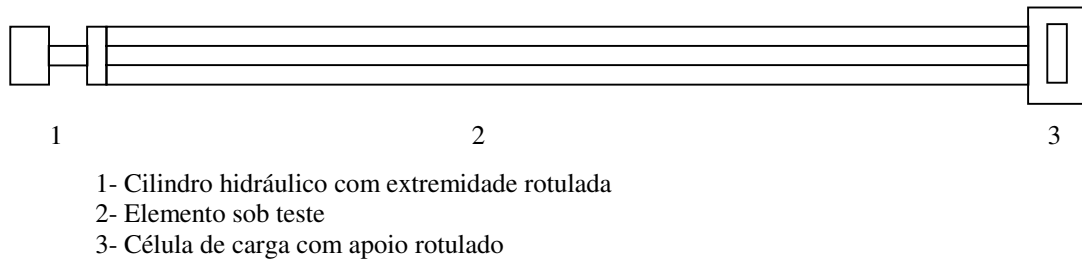 1 2 3
1- Cilindro hidráulico com extremidade rotulada
2- Elemento sob teste
3- Célula de carga com apoio rotulado